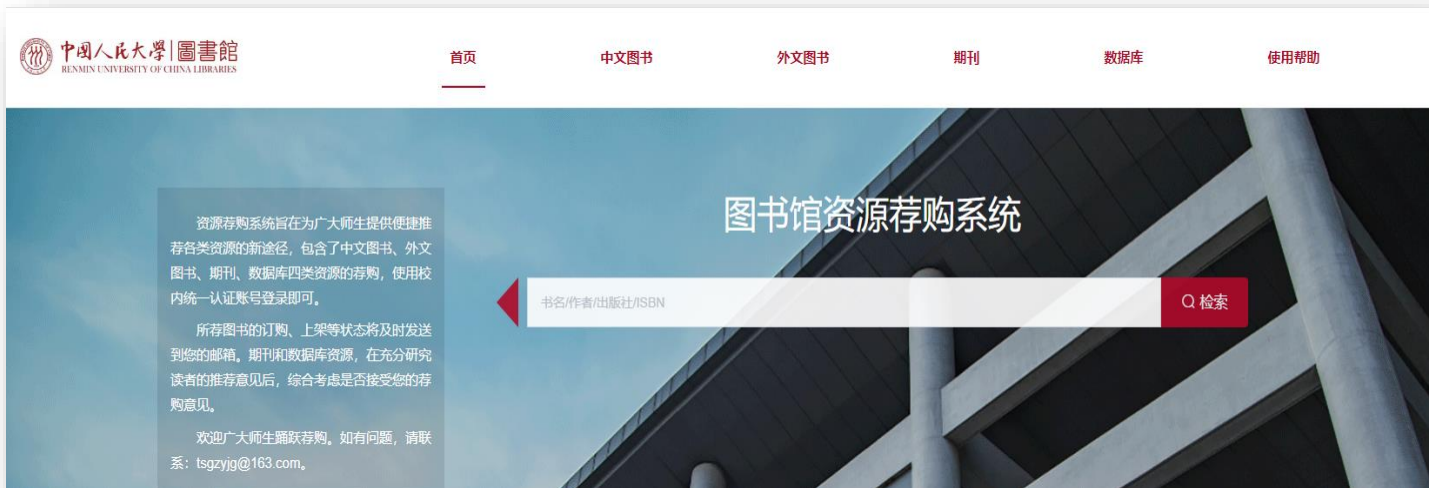 中国人民大学|圖書館
RENMIN UNIVERSITY OF CHINA LIBRARIES
首页
中文图书
外文图书
期刊
数据库
使用帮助
图书馆资源荐购系统
书名/作者/出版社/ISBN
检索
资源荐购系统旨在为广大师生提供便捷推
荐各类资源的新途径，包含了中文图书、外文
图书、期刊、数据库四类资源的荐购，使用校
内统一认证账号登录即可。
所荐图书的订购、上架等状态将及时发送
到您的邮箱。期刊和数据库资源，在充分研究
读者的推荐意见后，综合考虑是否接受您的荐
购意见。
欢迎广大师生踊跃荐购。如有问题，请联
系：tsgzyjg@163.com。